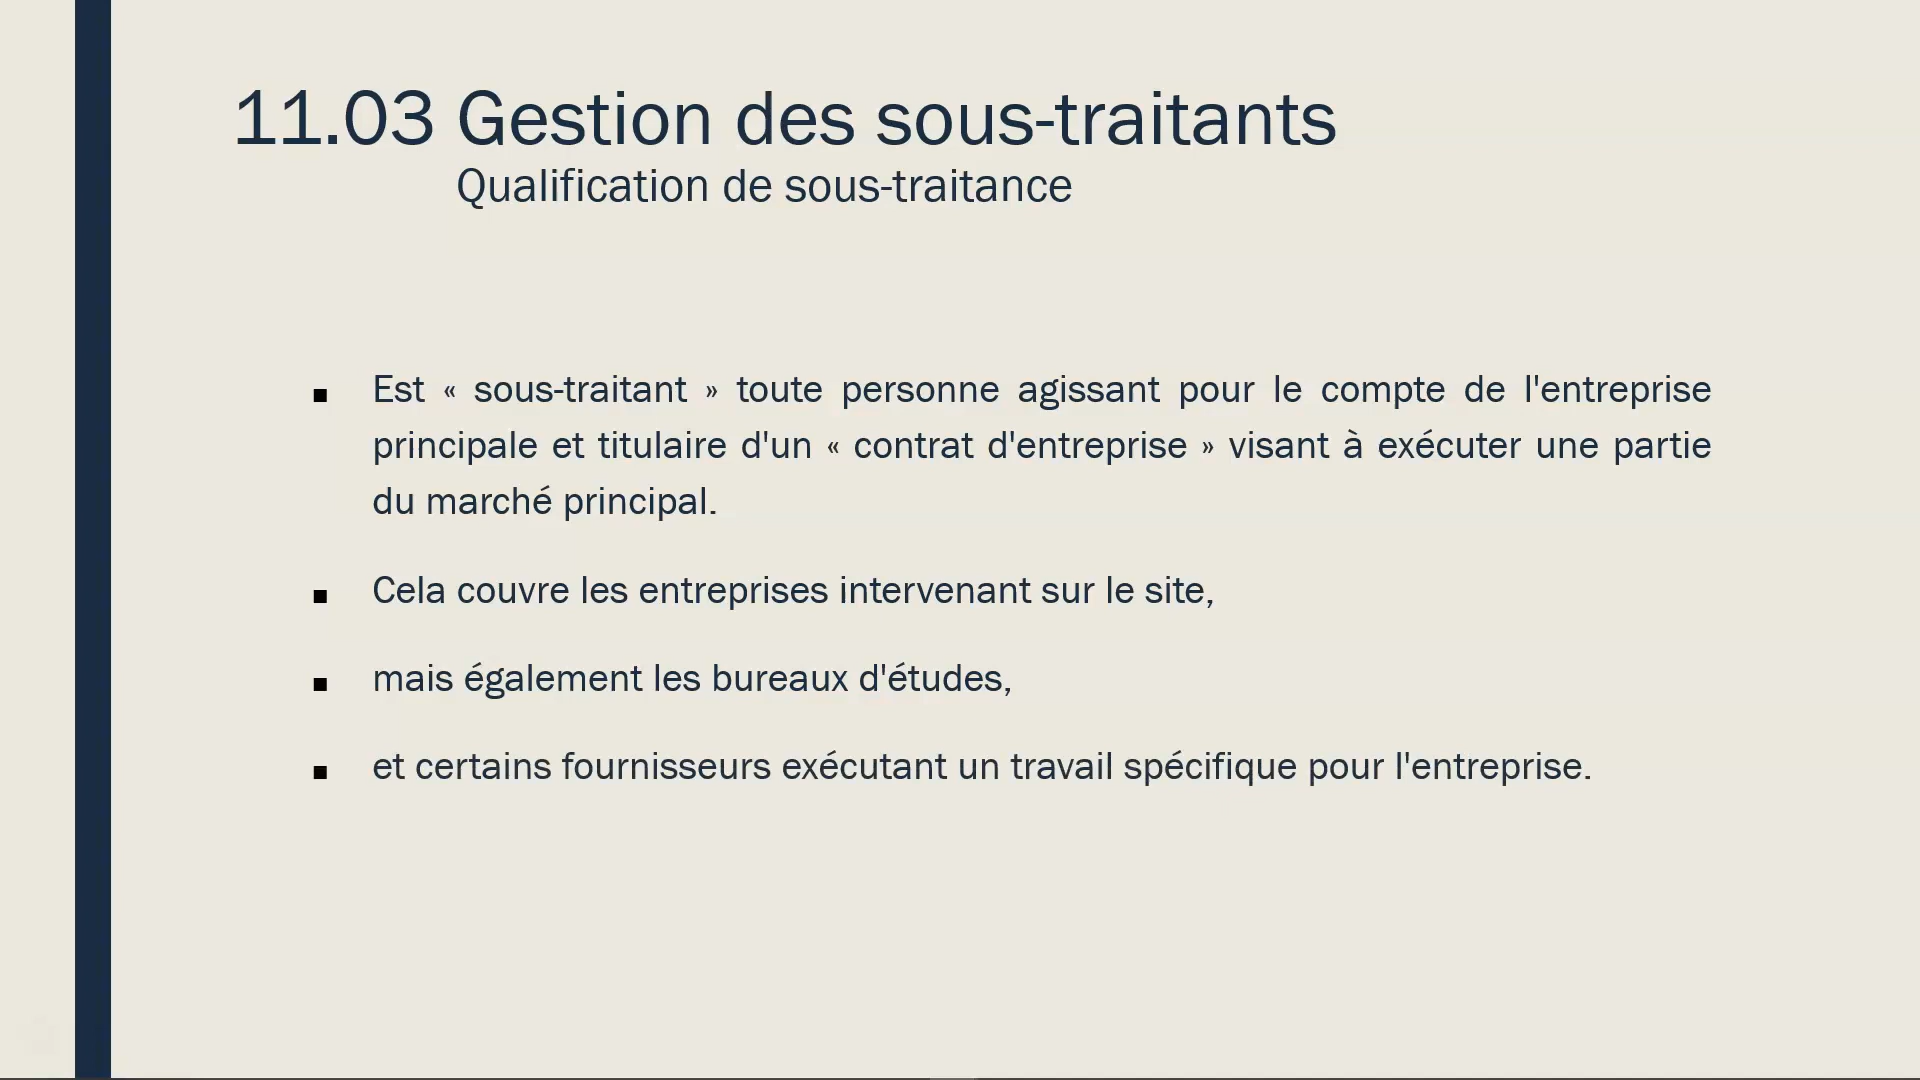 11.03 Gestion des sous-traitants
Qualification de sous-traitance
▪ Est « sous-traitant » toute personne agissant pour le compte de l'entreprise
principale et titulaire d'un « contrat d'entreprise » visant à exécuter une partie
du marché principal.
▪ Cela couvre les entreprises intervenant sur le site,
▪ mais également les bureaux d'études,
▪ et certains fournisseurs exécutant un travail spécifique pour l'entreprise.